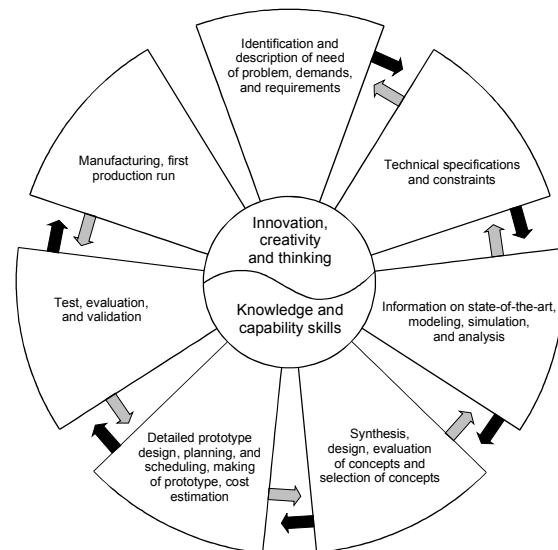 Identification and
description of need
of problem, demands,
and requirements
Technical specifications
and constraints
Information on state-of-the-art,
modeling, simulation,
and analysis
Synthesis,
design, evaluation
of concepts and
selection of concepts
Detailed prototype
design, planning, and
scheduling, making
of prototype, cost
estimation
Test, evaluation,
and validation
Manufacturing, first
production run
Innovation,
creativity
and thinking
Knowledge and
capability skills